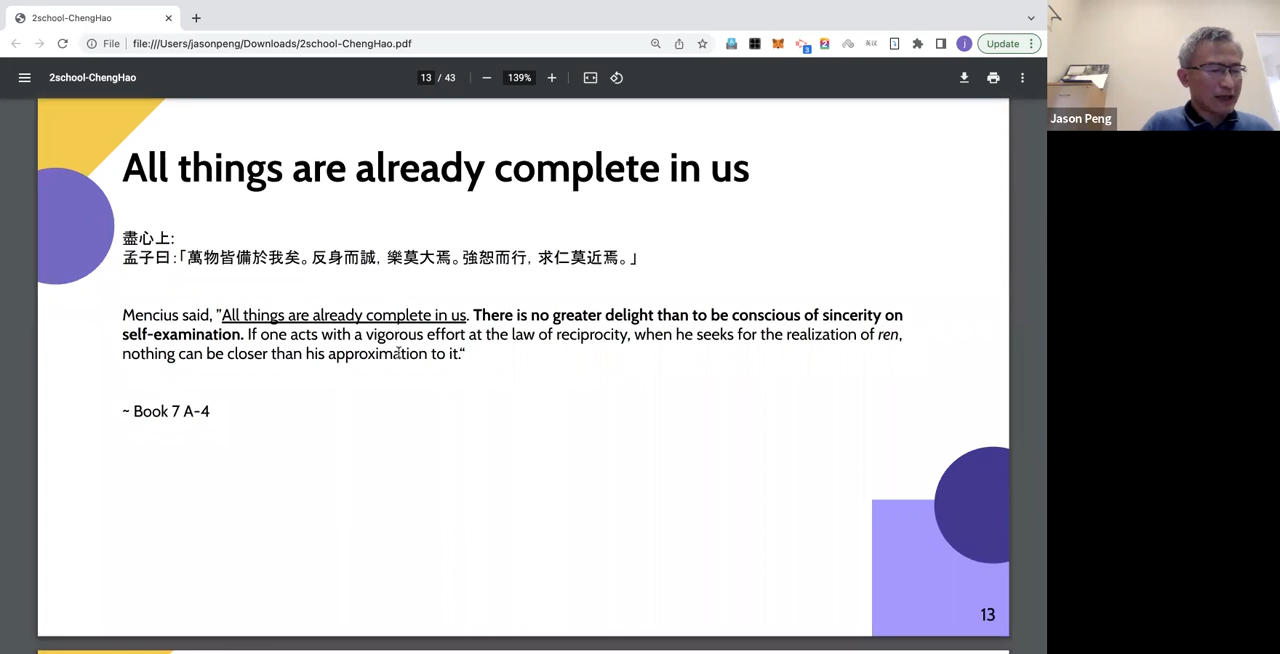 2school-ChengHao
File file:///Users/jasonpeng/Downloads/2school-ChengHao.pdf
Update
2school-ChengHao
13 / 43
139%
Jason Peng
All things are already complete in us
盡心上:
孟子曰:「萬物皆備於我矣。反身而誠，樂莫大焉。強恕而行，求仁莫近焉。」
Mencius said, "All things are already complete in us. There is no greater delight than to be conscious of sincerity on
self-examination. If one acts with a vigorous effort at the law of reciprocity, when he seeks for the realization of ren,
nothing can be closer than his approximation to it.“
~ Book 7 A-4
13